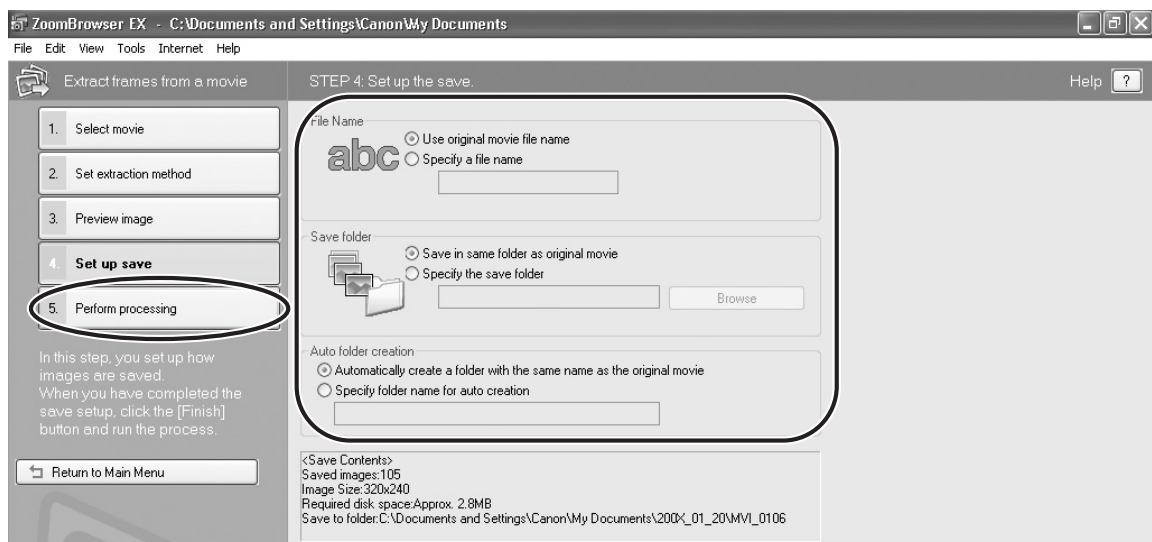 ZoomBrowser EX - C:\Documents and Settings\Canon\My Documents
File Edit View Tools Internet Help
Extract frames from a movie
STEP 4: Set up the save.
Help ?
1. Select movie
2. Set extraction method
3. Preview image
4. Set up save
5. Perform processing
In this step, you set up how
images are saved.
When you have completed the
save setup, click the [Finish]
button and run the process.
Return to Main Menu
File Name
abc
Use original movie file name
Specify a file name
Save folder
Save in same folder as original movie
Specify the save folder
Browse
Auto folder creation
Automatically create a folder with the same name as the original movie
Specify folder name for auto creation
<Save Contents>
Saved images:105
Image Size:320x240
Required disk space:Approx. 2.8MB
Save to folder:C:\Documents and Settings\Canon\My Documents\200X_01_20\MVI_0106